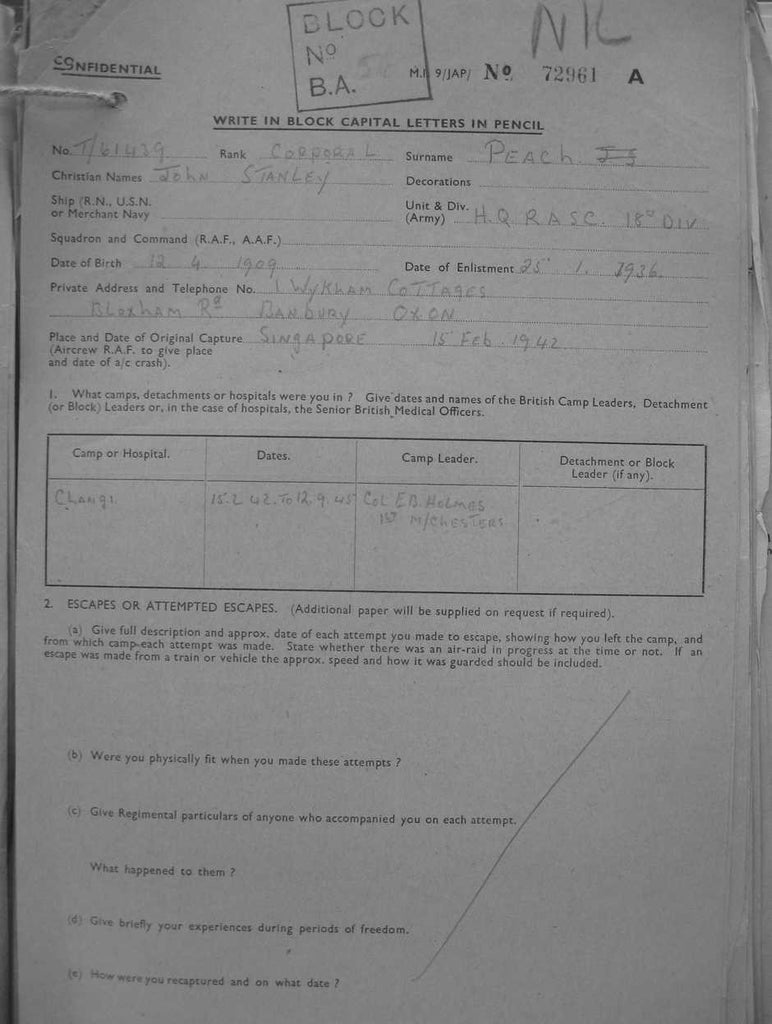 BLOCK
Nº
B.A.
NIL
CONFIDENTIAL
M.I 9/JAP/ Nº 72961 A
WRITE IN BLOCK CAPITAL LETTERS IN PENCIL
No. T/61439 Rank CORPORAL Surname PEACH. JS
Christian Names JOHN STANLEY Decorations
Ship (R.N., U.S.N. or Merchant Navy
Unit & Div. (Army) H.Q R A S C. 18º DIV
Squadron and Command (R.A.F., A.A.F.)
Date of Birth 12. 4. 1909 Date of Enlistment 25. 1. 1936.
Private Address and Telephone No. 1 WYKHAM COTTAGES
BLOXHAM Rd BANBURY OXON
Place and Date of Original Capture SINGAPORE 15 FEB. 1942
(Aircrew R.A.F. to give place
and date of a/c crash).
1. What camps, detachments or hospitals were you in ? Give dates and names of the British Camp Leaders, Detachment
(or Block) Leaders or, in the case of hospitals, the Senior British Medical Officers.
Camp or Hospital. Dates. Camp Leader. Detachment or Block
Leader (if any).
CHANGI 15.2.42. TO 12.9.45 COL E.B. HOLMES
1ST M/CHESTERS
2. ESCAPES OR ATTEMPTED ESCAPES. (Additional paper will be supplied on request if required).
(a) Give full description and approx. date of each attempt you made to escape, showing how you left the camp, and
from which camp each attempt was made. State whether there was an air-raid in progress at the time or not. If an
escape was made from a train or vehicle the approx. speed and how it was guarded should be included.
(b) Were you physically fit when you made these attempts ?
(c) Give Regimental particulars of anyone who accompanied you on each attempt.
What happened to them ?
(d) Give briefly your experiences during periods of freedom.
(e) How were you recaptured and on what date ?